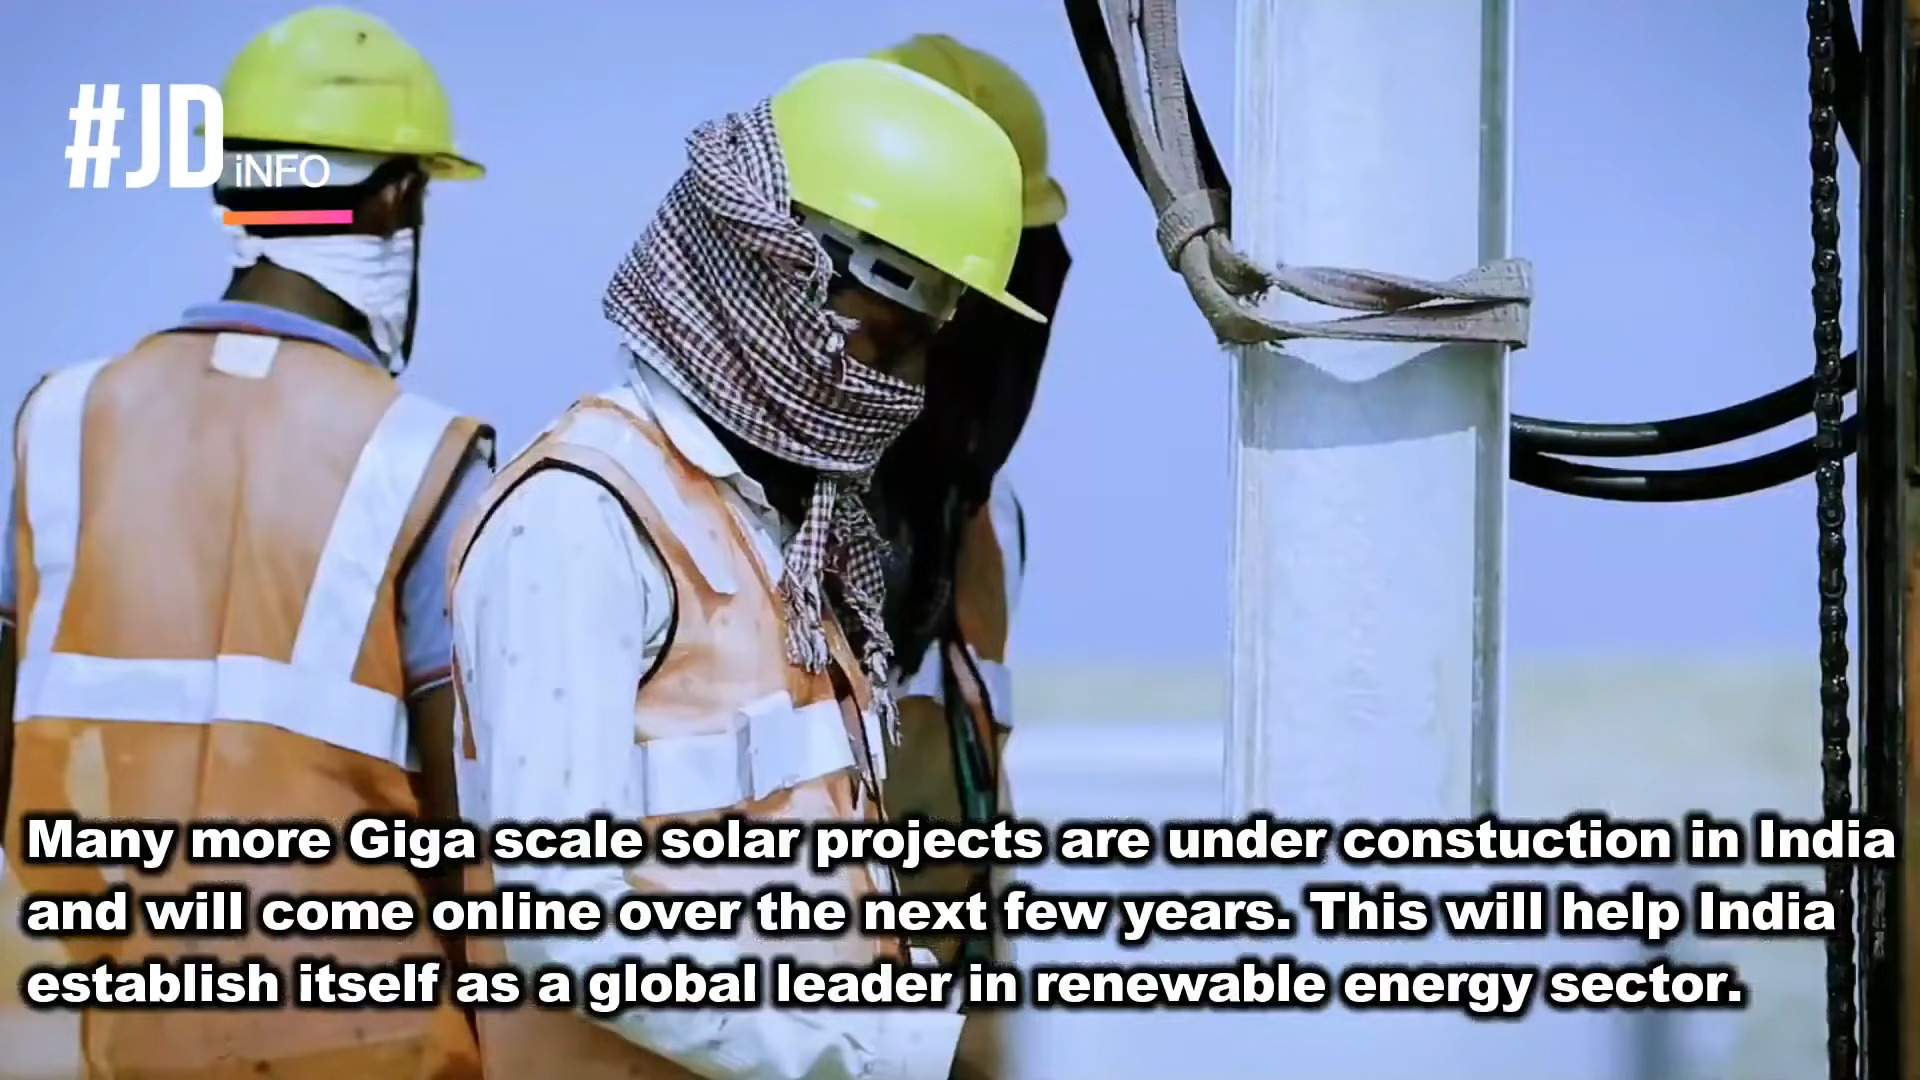 #JD iNFO
Many more Giga scale solar projects are under constuction in India
and will come online over the next few years. This will help India
establish itself as a global leader in renewable energy sector.